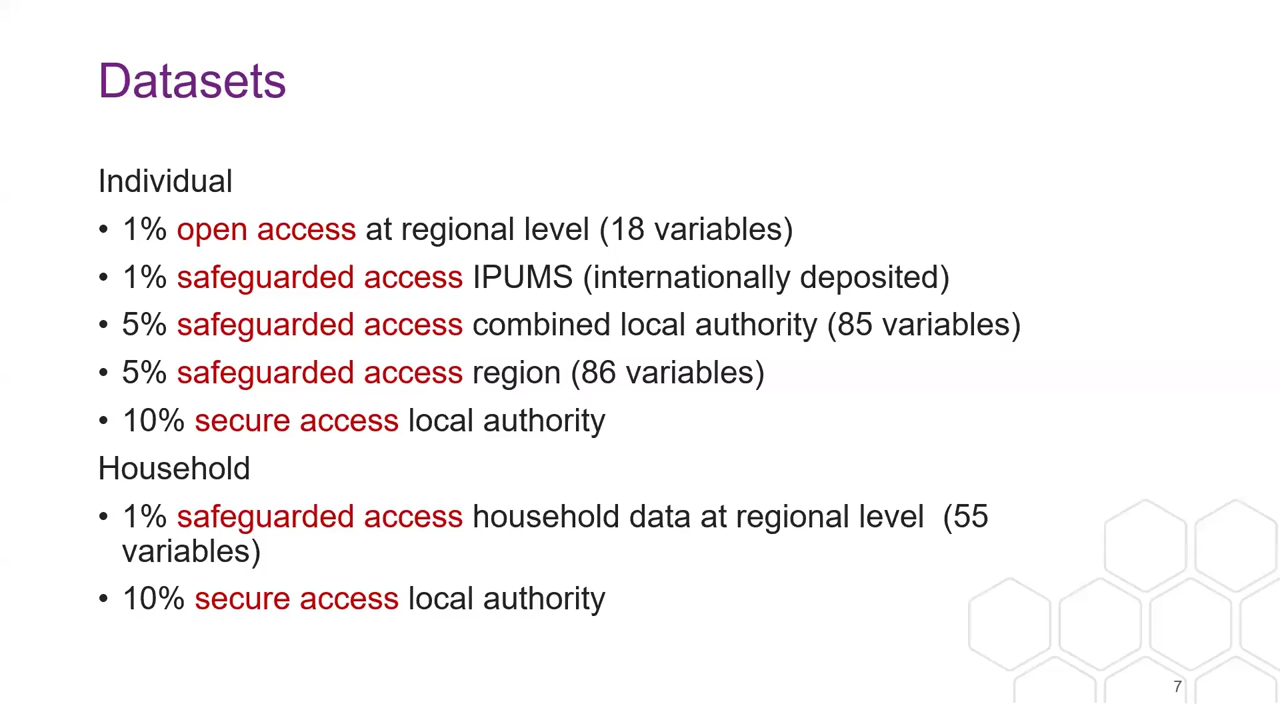 Datasets
Individual
• 1% open access at regional level (18 variables)
• 1% safeguarded access IPUMS (internationally deposited)
• 5% safeguarded access combined local authority (85 variables)
• 5% safeguarded access region (86 variables)
• 10% secure access local authority
Household
• 1% safeguarded access household data at regional level  (55
variables)
• 10% secure access local authority
7